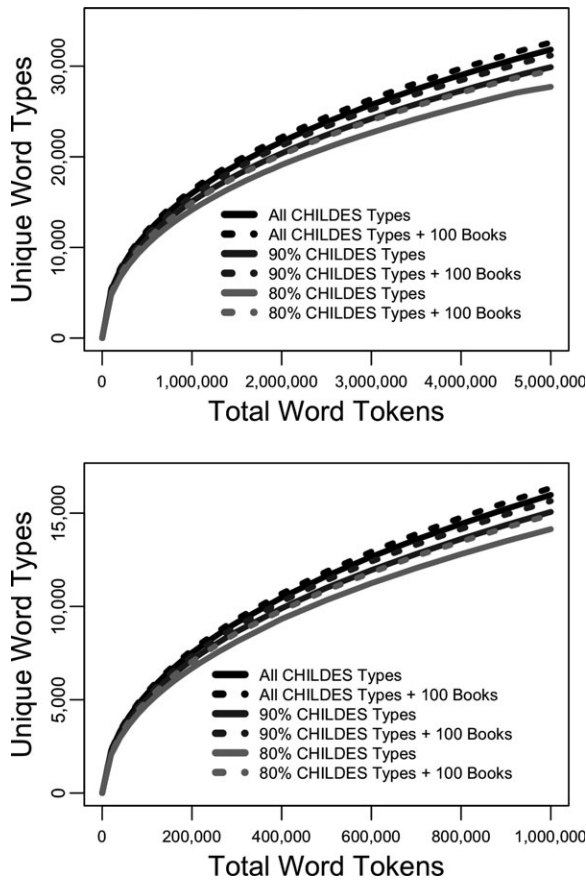 Unique Word Types
30,000
20,000
10,000
0
All CHILDES Types
All CHILDES Types + 100 Books
90% CHILDES Types
90% CHILDES Types + 100 Books
80% CHILDES Types
80% CHILDES Types + 100 Books
0 1,000,000 2,000,000 3,000,000 4,000,000 5,000,000
Total Word Tokens
Unique Word Types
15,000
10,000
5,000
0
All CHILDES Types
All CHILDES Types + 100 Books
90% CHILDES Types
90% CHILDES Types + 100 Books
80% CHILDES Types
80% CHILDES Types + 100 Books
0 200,000 400,000 600,000 800,000 1,000,000
Total Word Tokens